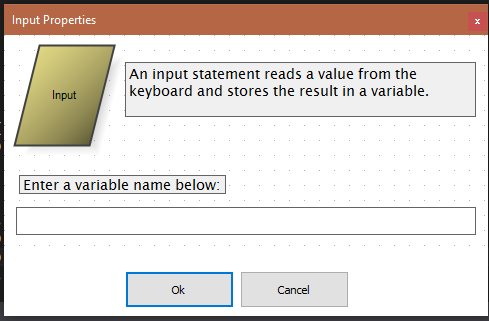 Input Properties
x
Input
An input statement reads a value from the
keyboard and stores the result in a variable.
Enter a variable name below:
Ok
Cancel